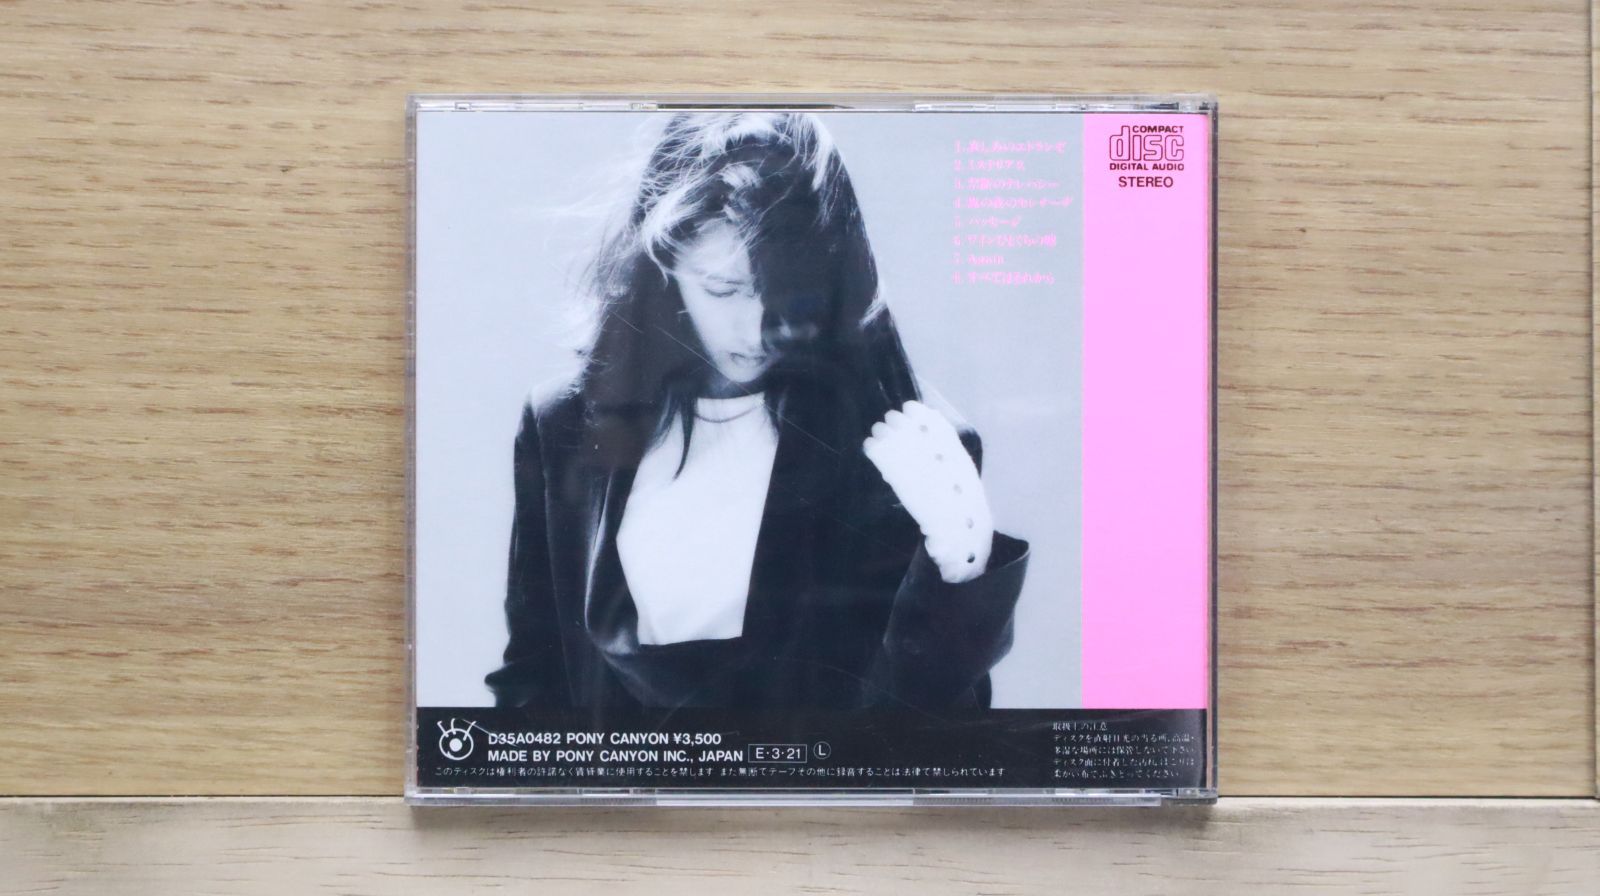 1. 哀しみのエトランゼ
2. ミステリアス
3. 禁断のテレパシー
4. 嵐の夜のセレナーデ
5. パッセージ
6. ワインひとくちの嘘
7. Again
8. すべてはそれから
COMPACT
disc
DIGITAL AUDIO
STEREO
D35A0482 PONY CANYON ¥3,500
MADE BY PONY CANYON INC., JAPAN E・3・21 Ⓛ
このディスクは権利者の許諾なく賃貸業に使用することを禁じます また無断でテープその他に録音することは法律で禁じられています
取扱上の注意
ディスクを直射日光の当る所、高温・
多湿な場所には保管しないで下さい
ディスク面に付着した汚れ、ほこりは
柔かい布でふきとってください